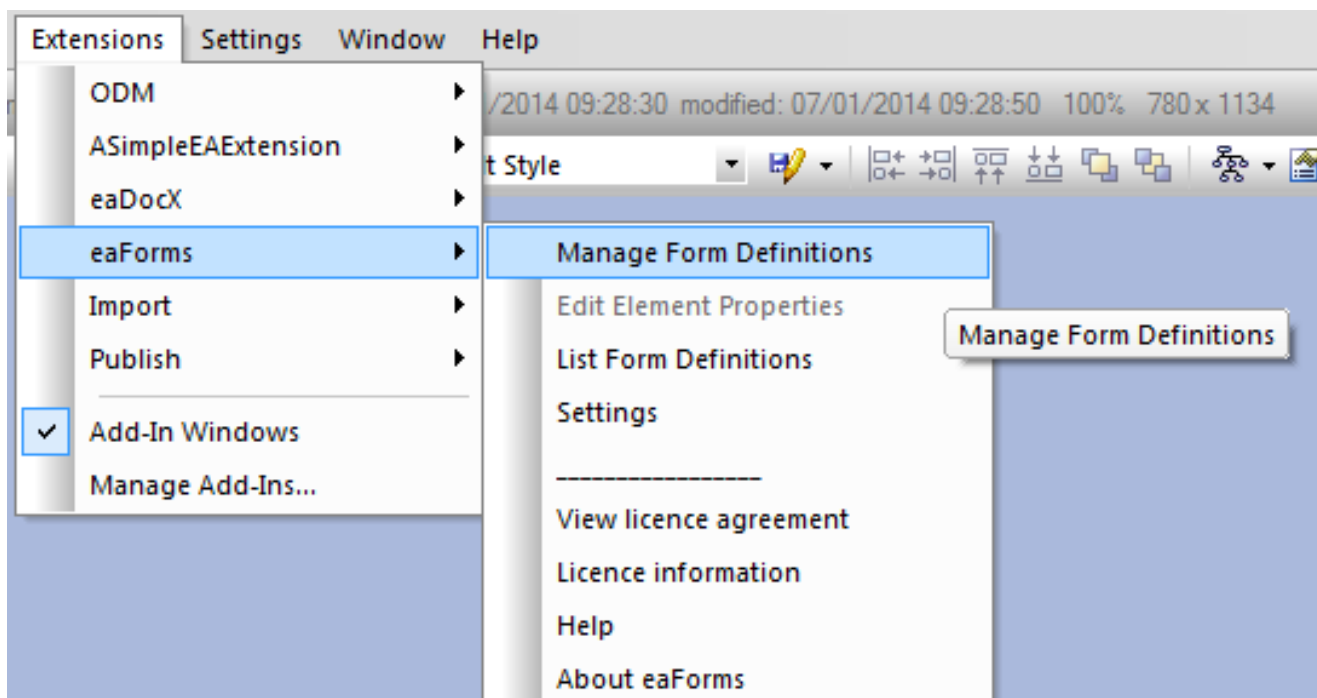 Extensions Settings Window Help
/2014 09:28:30 modified: 07/01/2014 09:28:50 100% 780 x 1134
t Style
ODM
ASimpleEAExtension
eaDocX
eaForms
Import
Publish
Add-In Windows
Manage Add-Ins...
Manage Form Definitions
Edit Element Properties
List Form Definitions
Settings
-----------------
View licence agreement
Licence information
Help
About eaForms
Manage Form Definitions